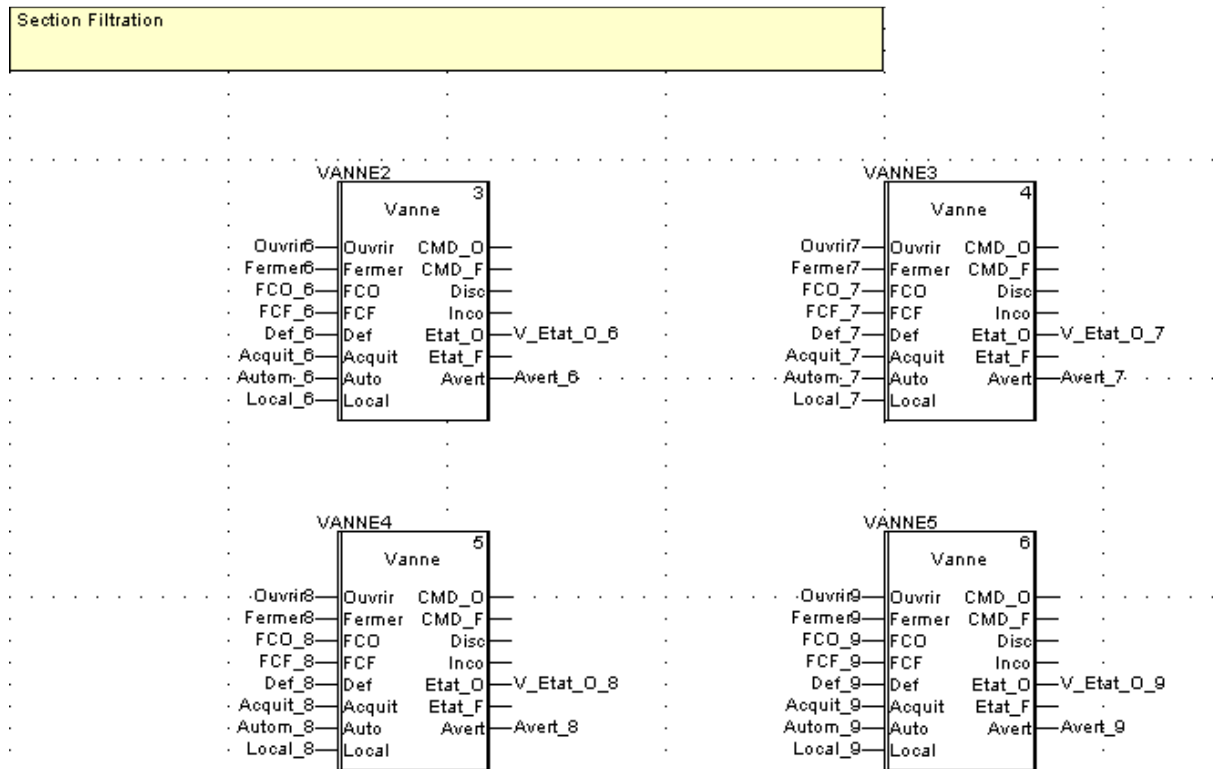 Section Filtration
VANNE2
3
Vanne
Ouvrir6 Ouvrir CMD_O
Fermer6 Fermer CMD_F
FCO_6 FCO Disc
FCF_6 FCF Inco
Def_6 Def Etat_O V_Etat_O_6
Acquit_6 Acquit Etat_F
Autom_6 Auto Avert Avert_6
Local_6 Local
VANNE3
4
Vanne
Ouvrir7 Ouvrir CMD_O
Fermer7 Fermer CMD_F
FCO_7 FCO Disc
FCF_7 FCF Inco
Def_7 Def Etat_O V_Etat_O_7
Acquit_7 Acquit Etat_F
Autom_7 Auto Avert Avert_7
Local_7 Local
VANNE4
5
Vanne
Ouvrir8 Ouvrir CMD_O
Fermer8 Fermer CMD_F
FCO_8 FCO Disc
FCF_8 FCF Inco
Def_8 Def Etat_O V_Etat_O_8
Acquit_8 Acquit Etat_F
Autom_8 Auto Avert Avert_8
Local_8 Local
VANNE5
6
Vanne
Ouvrir9 Ouvrir CMD_O
Fermer9 Fermer CMD_F
FCO_9 FCO Disc
FCF_9 FCF Inco
Def_9 Def Etat_O V_Etat_O_9
Acquit_9 Acquit Etat_F
Autom_9 Auto Avert Avert_9
Local_9 Local